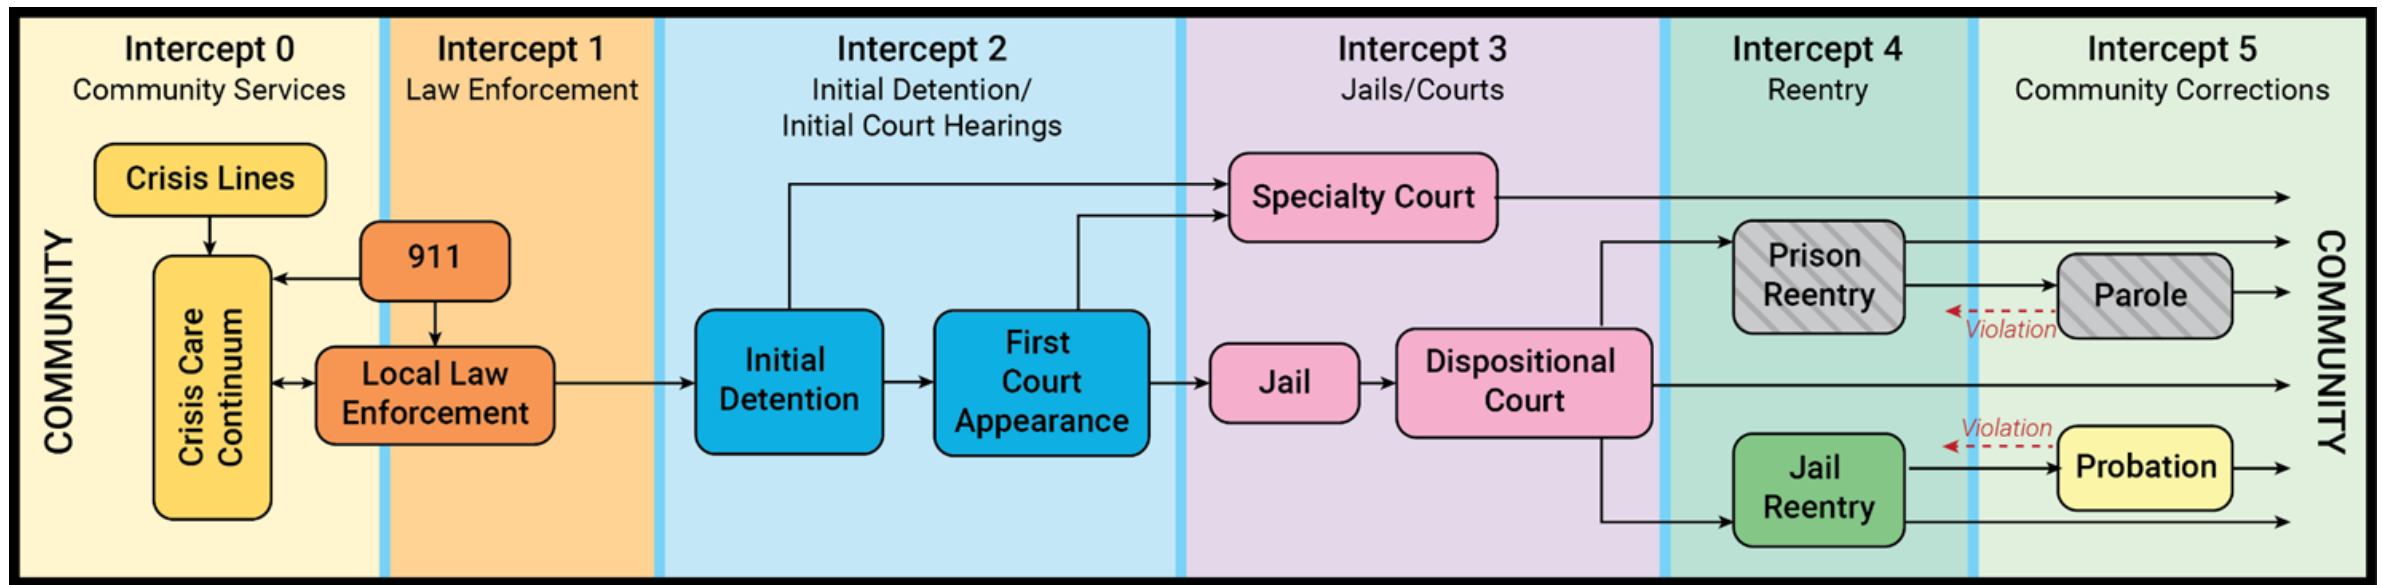 Intercept 0
Community Services
Intercept 1
Law Enforcement
Intercept 2
Initial Detention/
Initial Court Hearings
Intercept 3
Jails/Courts
Intercept 4
Reentry
Intercept 5
Community Corrections
COMMUNITY
Crisis Lines
Crisis Care
Continuum
911
Local Law
Enforcement
Initial
Detention
First
Court
Appearance
Specialty Court
Jail
Dispositional
Court
Prison
Reentry
Parole
Violation
Jail
Reentry
Violation
Probation
COMMUNITY